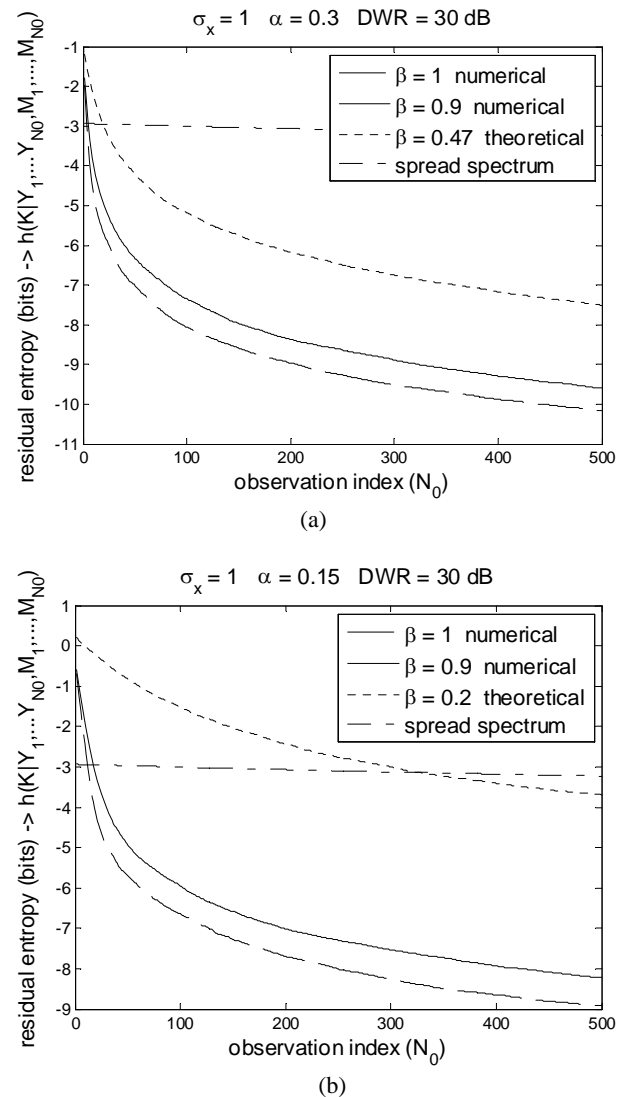 σx = 1 α = 0.3 DWR = 30 dB
residual entropy (bits) -> h(K|Y1,...,YN0,M1,...,MN0)
-1
-2
-3
-4
-5
-6
-7
-8
-9
-10
-11
β = 1 numerical
β = 0.9 numerical
β = 0.47 theoretical
spread spectrum
0 100 200 300 400 500
observation index (N0)
(a)
σx = 1 α = 0.15 DWR = 30 dB
residual entropy (bits) -> h(K|Y1,...,YN0,M1,...,MN0)
1
0
-1
-2
-3
-4
-5
-6
-7
-8
-9
β = 1 numerical
β = 0.9 numerical
β = 0.2 theoretical
spread spectrum
0 100 200 300 400 500
observation index (N0)
(b)